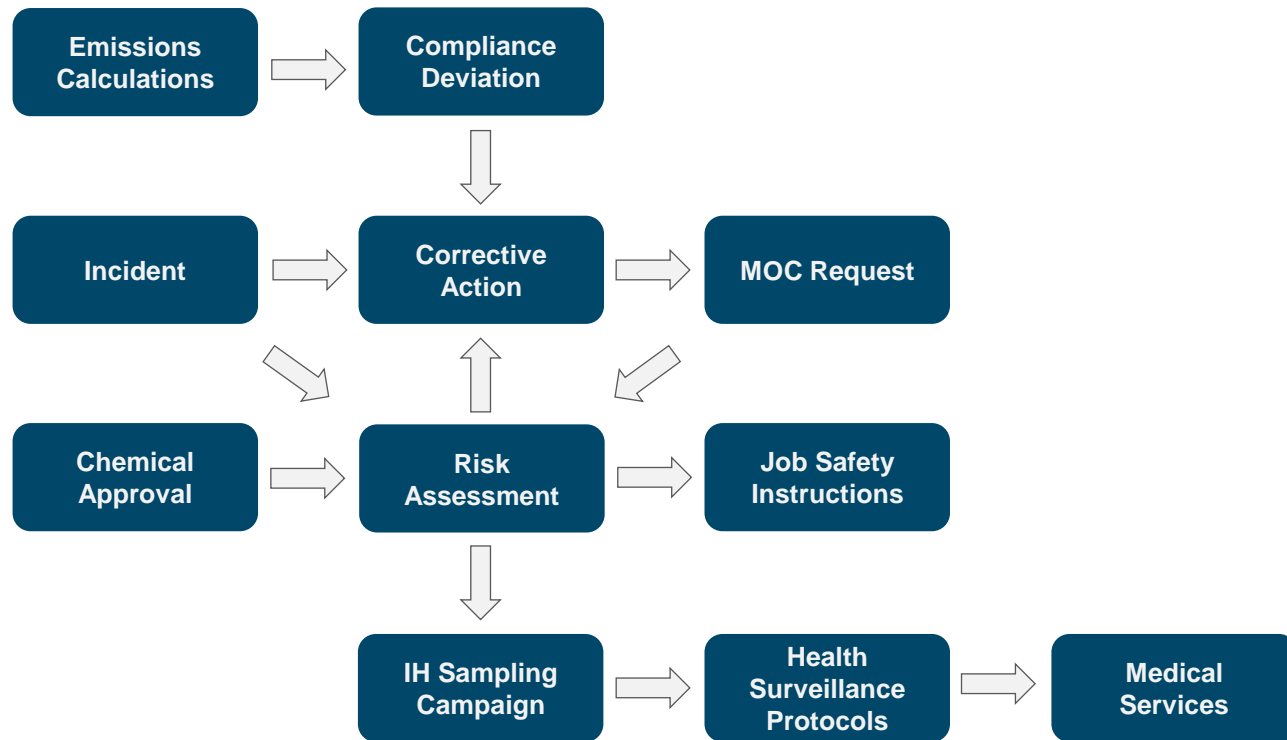 Emissions
Calculations
Compliance
Deviation
Incident
Corrective
Action
MOC Request
Chemical
Approval
Risk
Assessment
Job Safety
Instructions
IH Sampling
Campaign
Health
Surveillance
Protocols
Medical
Services